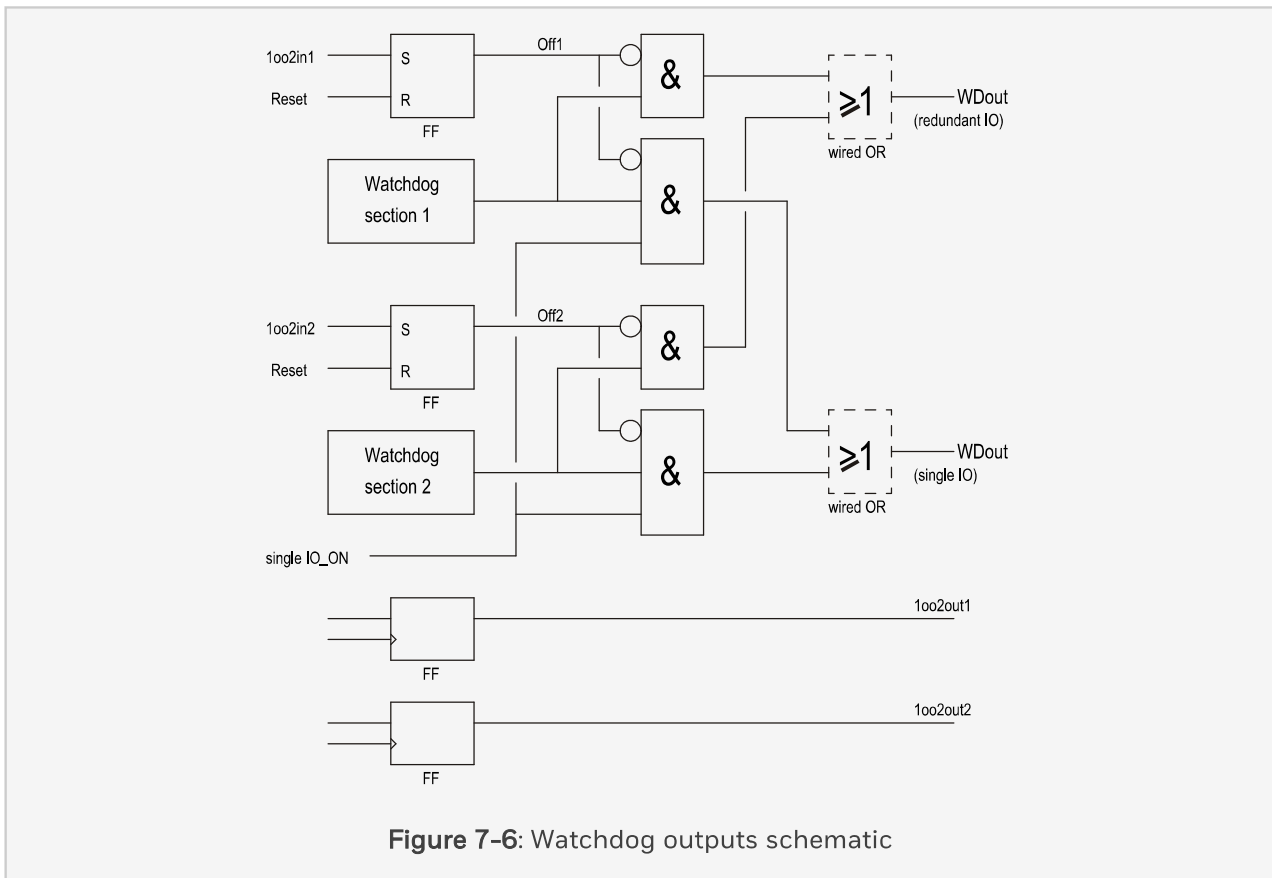 1oo2in1
S
Off1
&
≥1
WDout
(redundant IO)
Reset
R
FF
wired OR
Watchdog
section 1
&
1oo2in2
S
Off2
&
Reset
R
FF
Watchdog
section 2
&
≥1
WDout
(single IO)
wired OR
single IO_ON
1oo2out1
FF
1oo2out2
FF
Figure 7-6: Watchdog outputs schematic